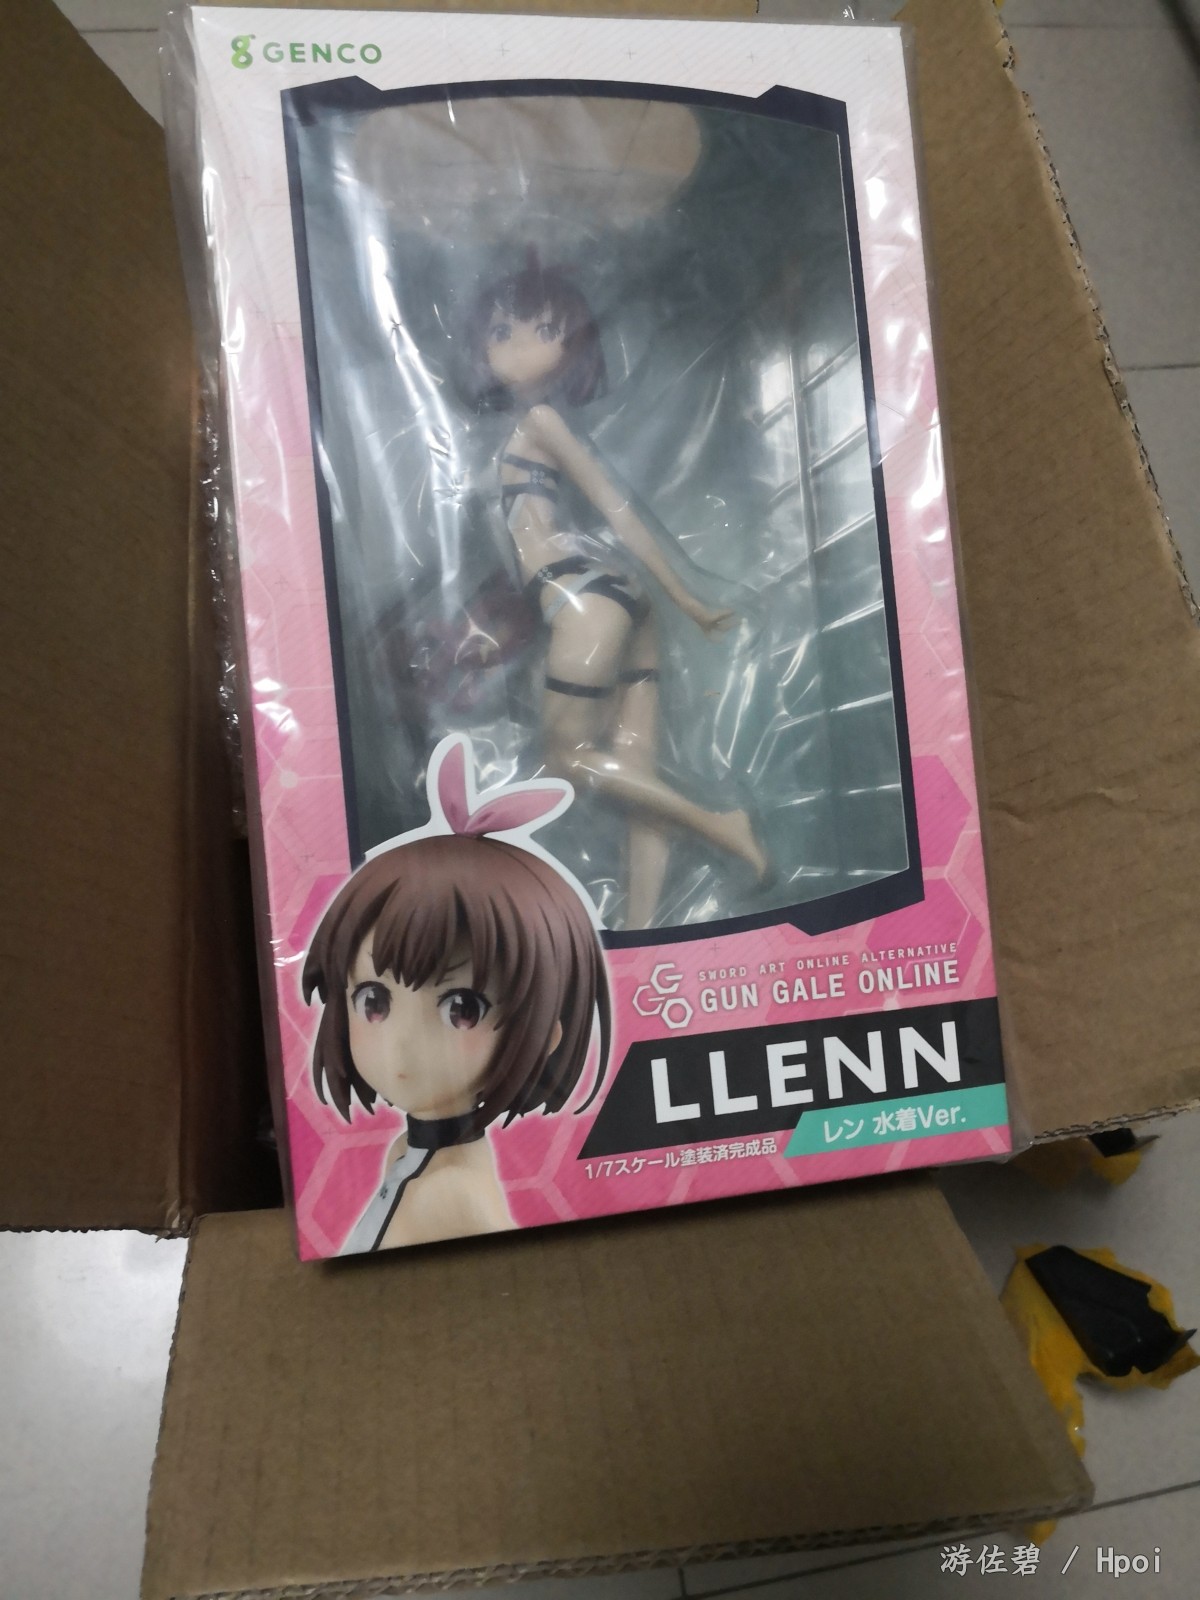 GENCO
SWORD ART ONLINE ALTERNATIVE
GGO GUN GALE ONLINE
LLENN
レン 水着Ver.
1/7スケール塗装済完成品
游佐碧 / Hpoi